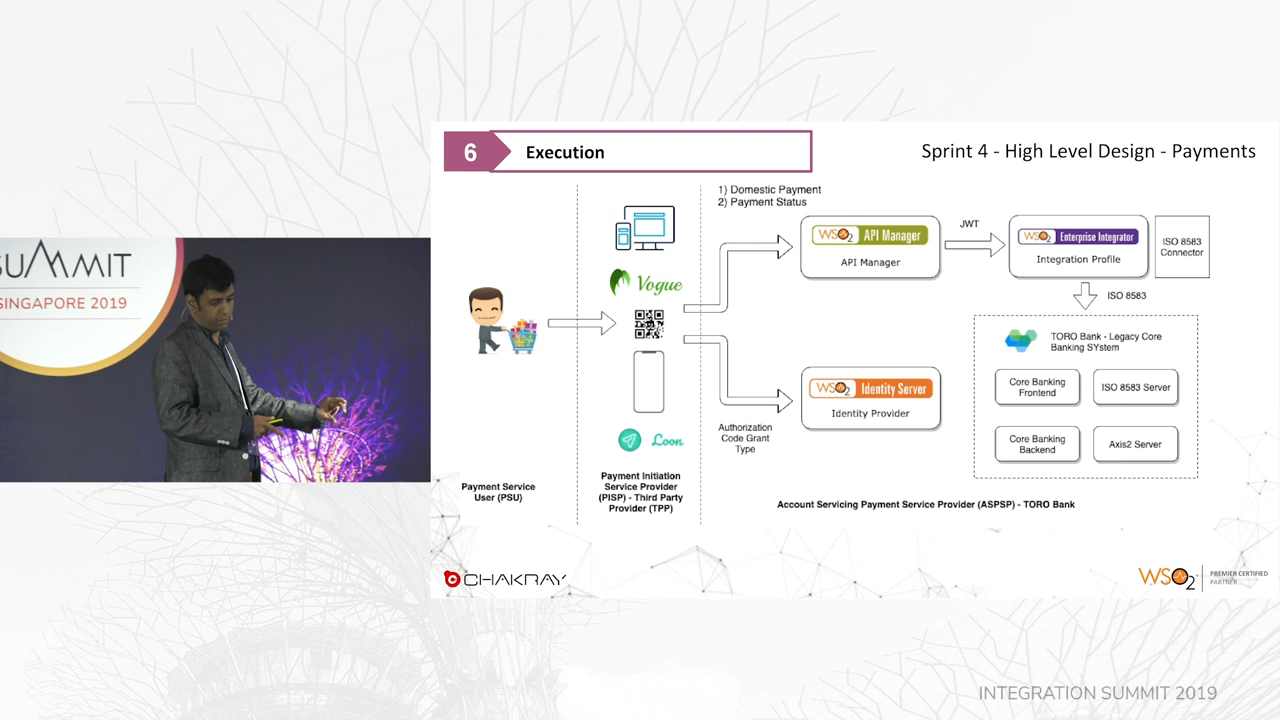 SUMMIT
SINGAPORE 2019
6
Execution
Sprint 4 - High Level Design - Payments
1) Domestic Payment
2) Payment Status
WSO2 API Manager
API Manager
JWT
WSO2 Enterprise Integrator
Integration Profile
ISO 8583
Connector
ISO 8583
Vogue
TORO Bank - Legacy Core
Banking SYstem
Core Banking
Frontend
ISO 8583 Server
Core Banking
Backend
Axis2 Server
WSO2 Identity Server
Identity Provider
Authorization
Code Grant
Type
Loon
Payment Service
User (PSU)
Payment Initiation
Service Provider
(PISP) - Third Party
Provider (TPP)
Account Servicing Payment Service Provider (ASPSP) - TORO Bank
CHAKRAY
WSO2
PREMIER CERTIFIED
PARTNER
INTEGRATION SUMMIT 2019